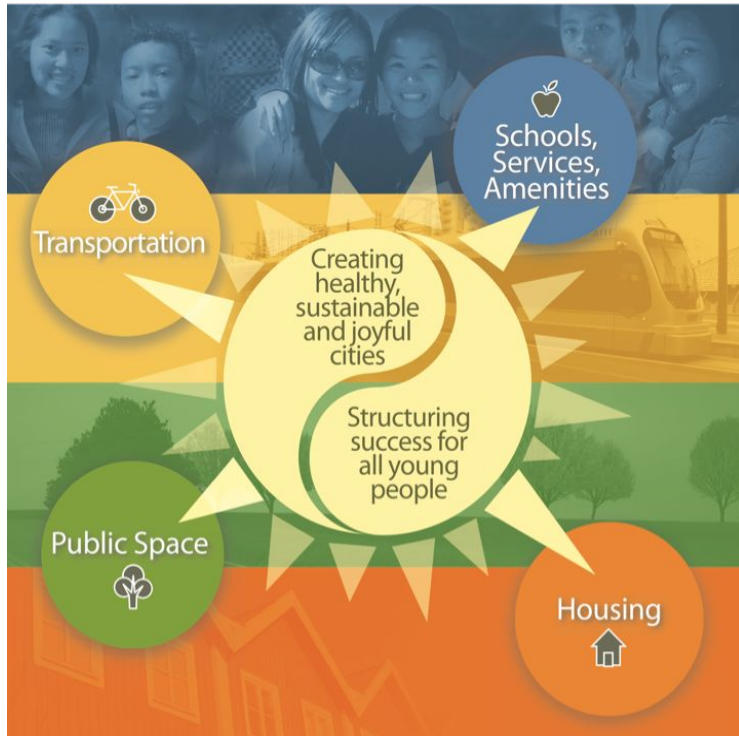 Schools,
Services,
Amenities
Transportation
Creating
healthy,
sustainable
and joyful
cities
Structuring
success for
all young
people
Public Space
Housing